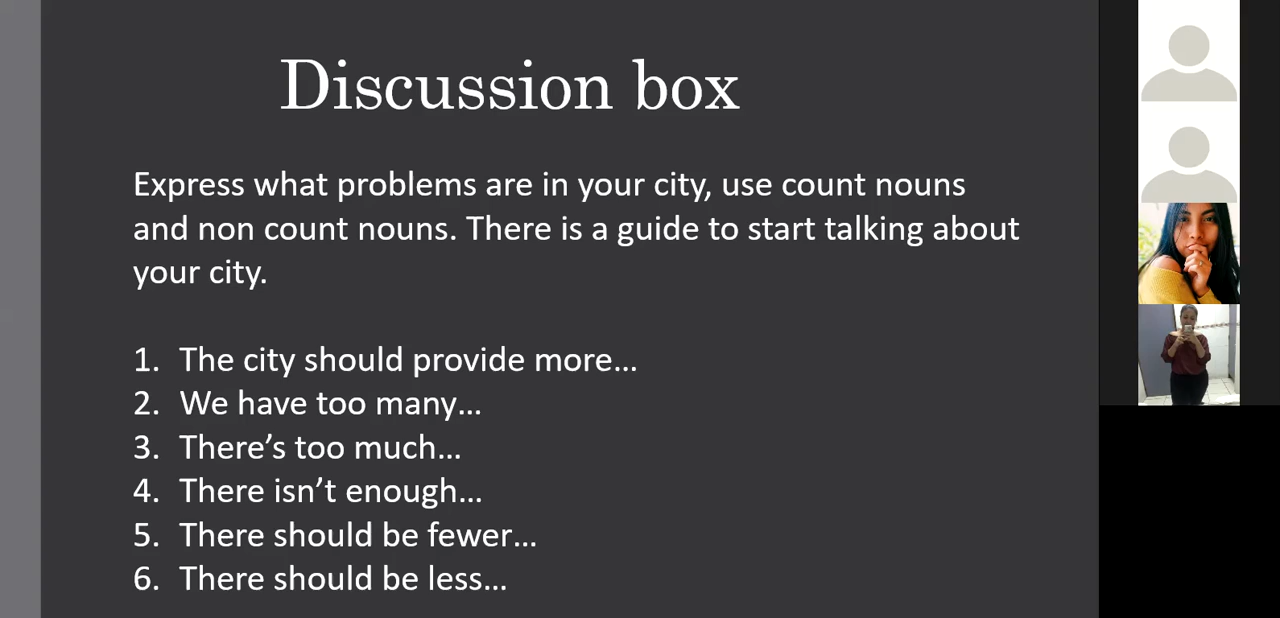 Discussion box
Express what problems are in your city, use count nouns
and non count nouns. There is a guide to start talking about
your city.
1. The city should provide more...
2. We have too many...
3. There’s too much...
4. There isn’t enough...
5. There should be fewer...
6. There should be less...